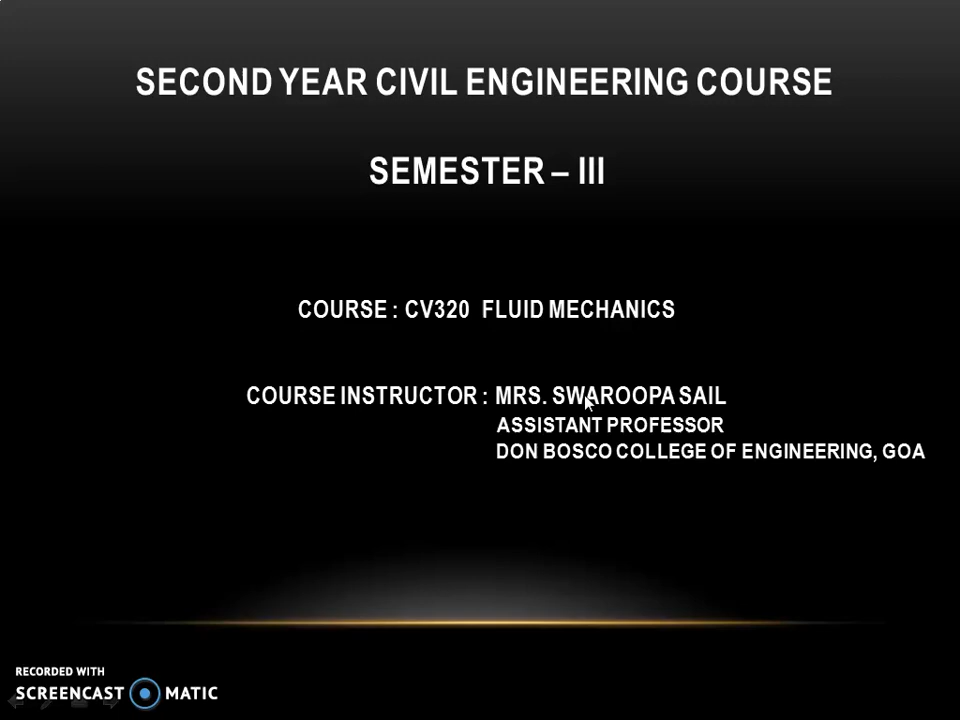 SECOND YEAR CIVIL ENGINEERING COURSE
SEMESTER – III
COURSE : CV320 FLUID MECHANICS
COURSE INSTRUCTOR : MRS. SWAROOPA SAIL
ASSISTANT PROFESSOR
DON BOSCO COLLEGE OF ENGINEERING, GOA
RECORDED WITH
SCREENCAST MATIC